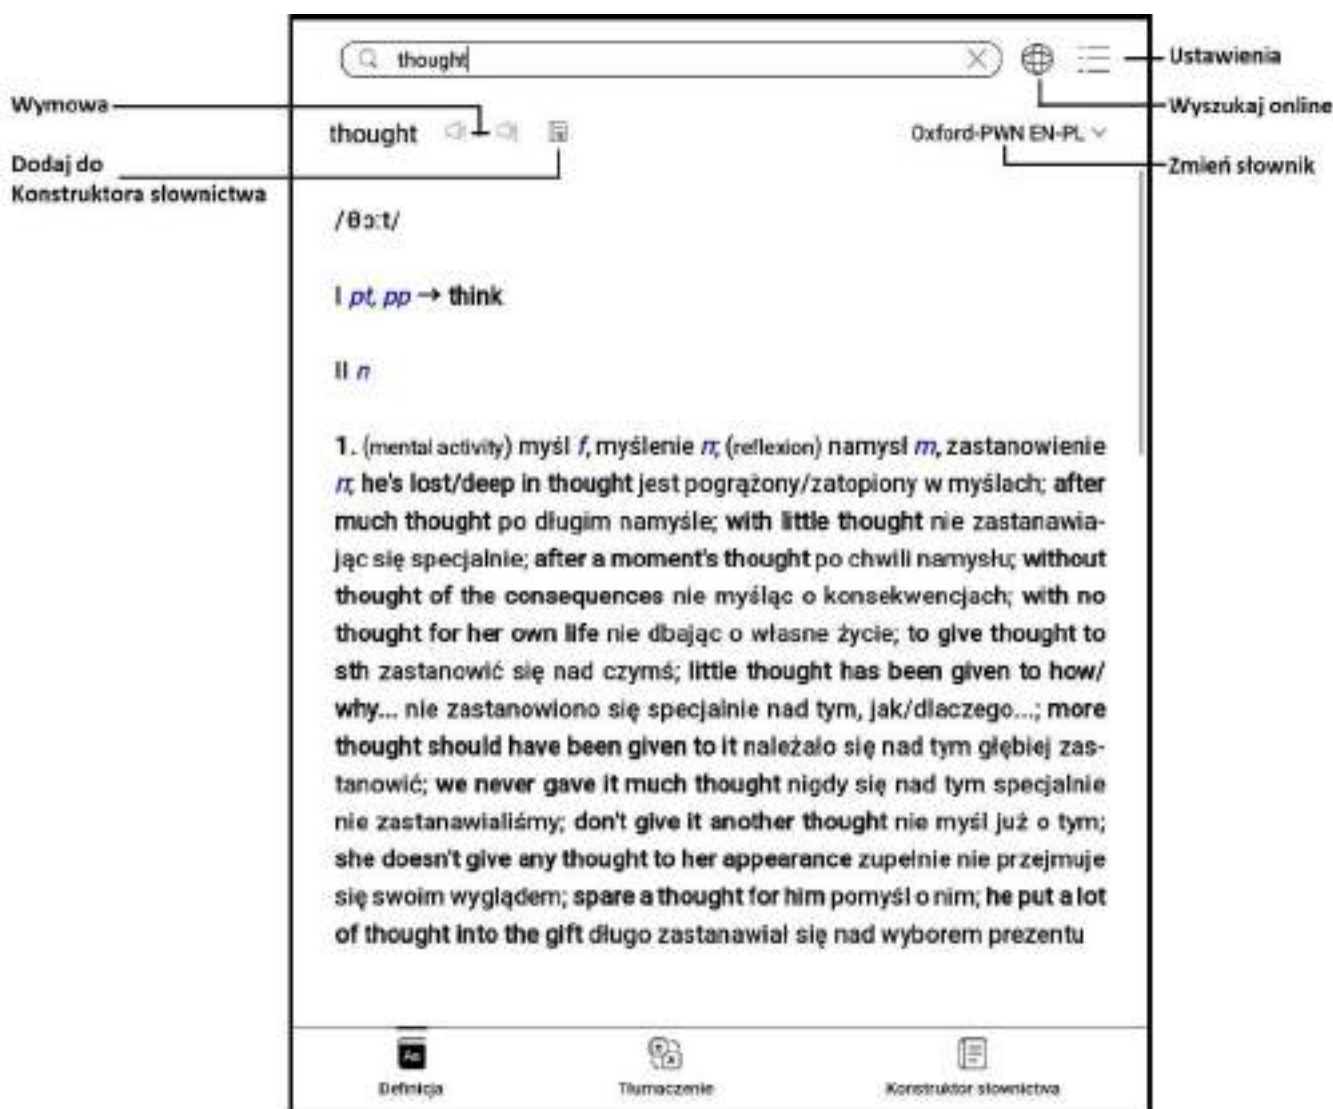 thought
Ustawienia
Wymowa
Wyszukaj online
thought
Oxford-PWN EN-PL
Dodaj do
Konstruktora słownictwa
Zmień słownik
/θɔːt/
I pt, pp → think
II n
1. (mental activity) myśl f, myślenie n; (reflexion) namysł m, zastanowienie
n; he's lost/deep in thought jest pogrążony/zatopiony w myślach; after
much thought po długim namyśle; with little thought nie zastanawia-
jąc się specjalnie; after a moment's thought po chwili namysłu; without
thought of the consequences nie myśląc o konsekwencjach; with no
thought for her own life nie dbając o własne życie; to give thought to
sth zastanowić się nad czymś; little thought has been given to how/
why... nie zastanowiono się specjalnie nad tym, jak/dlaczego...; more
thought should have been given to it należało się nad tym głębiej zas-
tanowić; we never gave it much thought nigdy się nad tym specjalnie
nie zastanawialiśmy; don't give it another thought nie myśl już o tym;
she doesn't give any thought to her appearance zupełnie nie przejmuje
się swoim wyglądem; spare a thought for him pomyśl o nim; he put a lot
of thought into the gift długo zastanawiał się nad wyborem prezentu
Definicja
Tłumaczenie
Konstruktor słownictwa